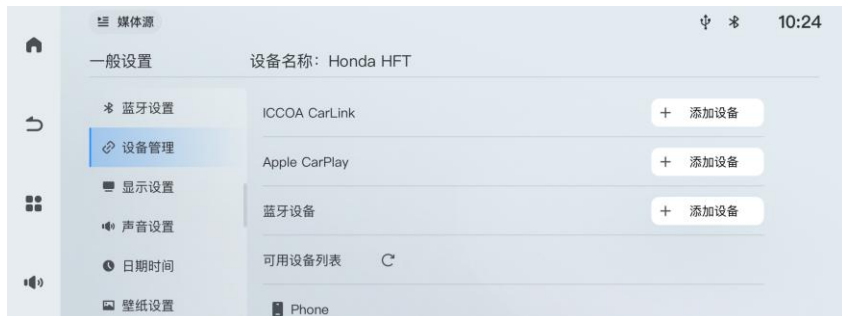 媒体源
10:24
一般设置
设备名称：Honda HFT
蓝牙设置
设备管理
显示设置
声音设置
日期时间
壁纸设置
ICCOA CarLink
+ 添加设备
Apple CarPlay
+ 添加设备
蓝牙设备
+ 添加设备
可用设备列表
Phone